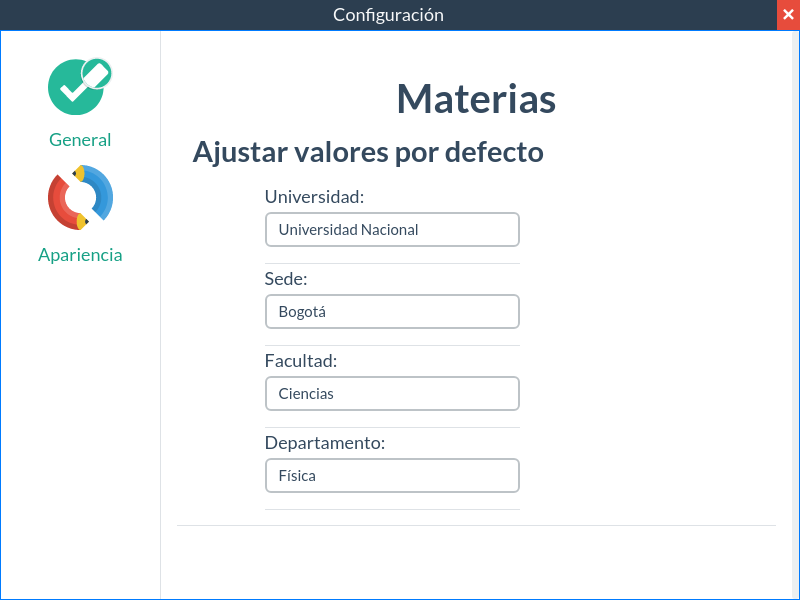 Configuración
General
Apariencia
Materias
Ajustar valores por defecto
Universidad:
Universidad Nacional
Sede:
Bogotá
Facultad:
Ciencias
Departamento:
Física